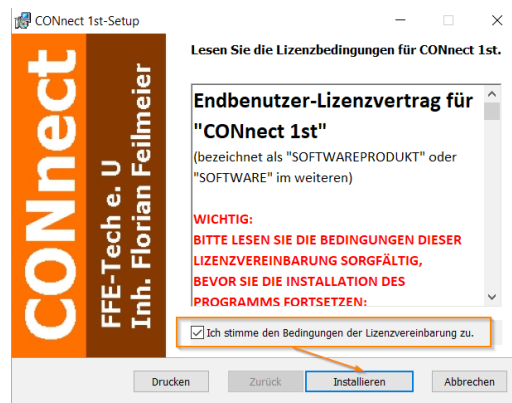 CONnect 1st-Setup
CONnect
FFE-Tech e. U
Inh. Florian Feilmeier
Lesen Sie die Lizenzbedingungen für CONnect 1st.
Endbenutzer-Lizenzvertrag für
"CONnect 1st"
(bezeichnet als "SOFTWAREPRODUKT" oder
"SOFTWARE" im weiteren)
WICHTIG:
BITTE LESEN SIE DIE BEDINGUNGEN DIESER
LIZENZVEREINBARUNG SORGFÄLTIG,
BEVOR SIE DIE INSTALLATION DES
PROGRAMMS FORTSETZEN:
Ich stimme den Bedingungen der Lizenzvereinbarung zu.
Drucken Zurück Installieren Abbrechen